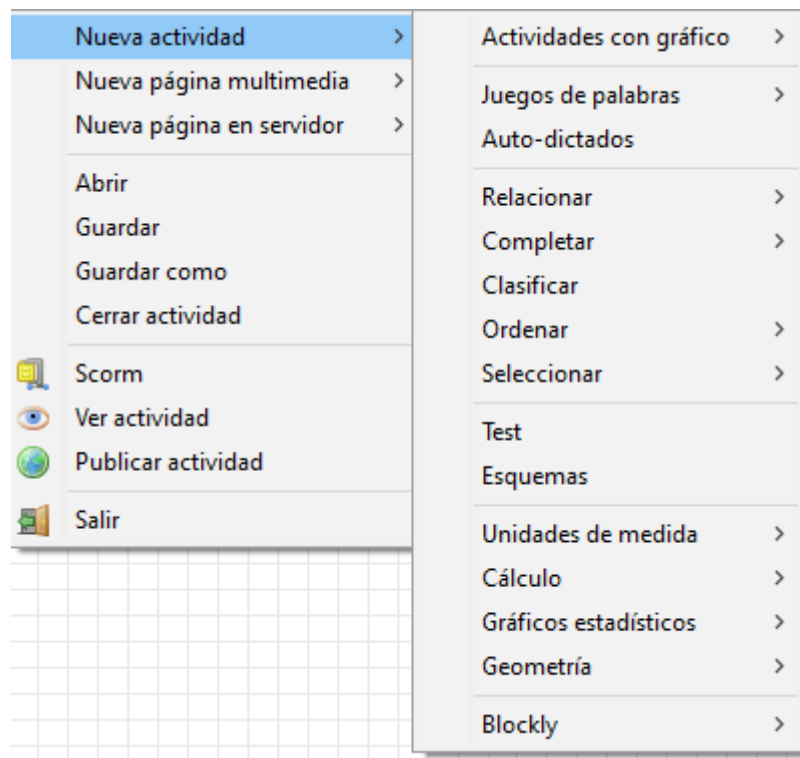 Nueva actividad
Nueva página multimedia
Nueva página en servidor
Abrir
Guardar
Guardar como
Cerrar actividad
Scorm
Ver actividad
Publicar actividad
Salir
Actividades con gráfico
Juegos de palabras
Auto-dictados
Relacionar
Completar
Clasificar
Ordenar
Seleccionar
Test
Esquemas
Unidades de medida
Cálculo
Gráficos estadísticos
Geometría
Blockly